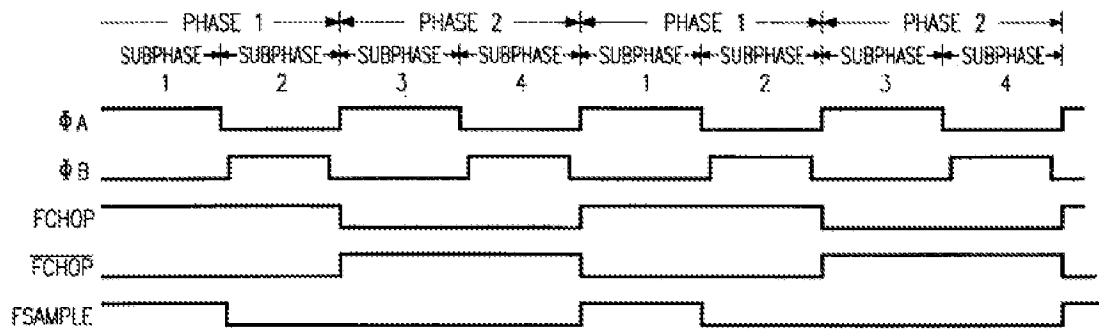 PHASE 1 PHASE 2 PHASE 1 PHASE 2
SUBPHASE SUBPHASE SUBPHASE SUBPHASE SUBPHASE SUBPHASE SUBPHASE SUBPHASE
1 2 3 4 1 2 3 4
ΦA
ΦB
FCHOP
FCHOP
FSAMPLE